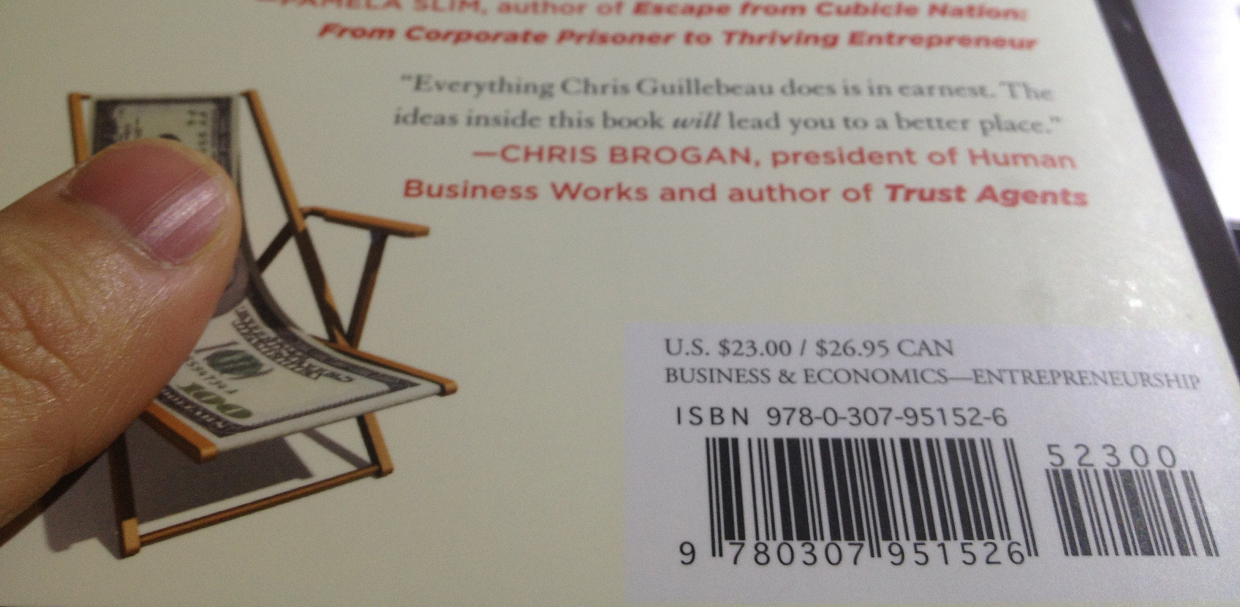 —PAMELA SLIM, author of Escape from Cubicle Nation:
From Corporate Prisoner to Thriving Entrepreneur
"Everything Chris Guillebeau does is in earnest. The
ideas inside this book will lead you to a better place."
—CHRIS BROGAN, president of Human
Business Works and author of Trust Agents
100
U.S. $23.00 / $26.95 CAN
BUSINESS & ECONOMICS—ENTREPRENEURSHIP
ISBN 978-0-307-95152-6
52300
9 780307 951526